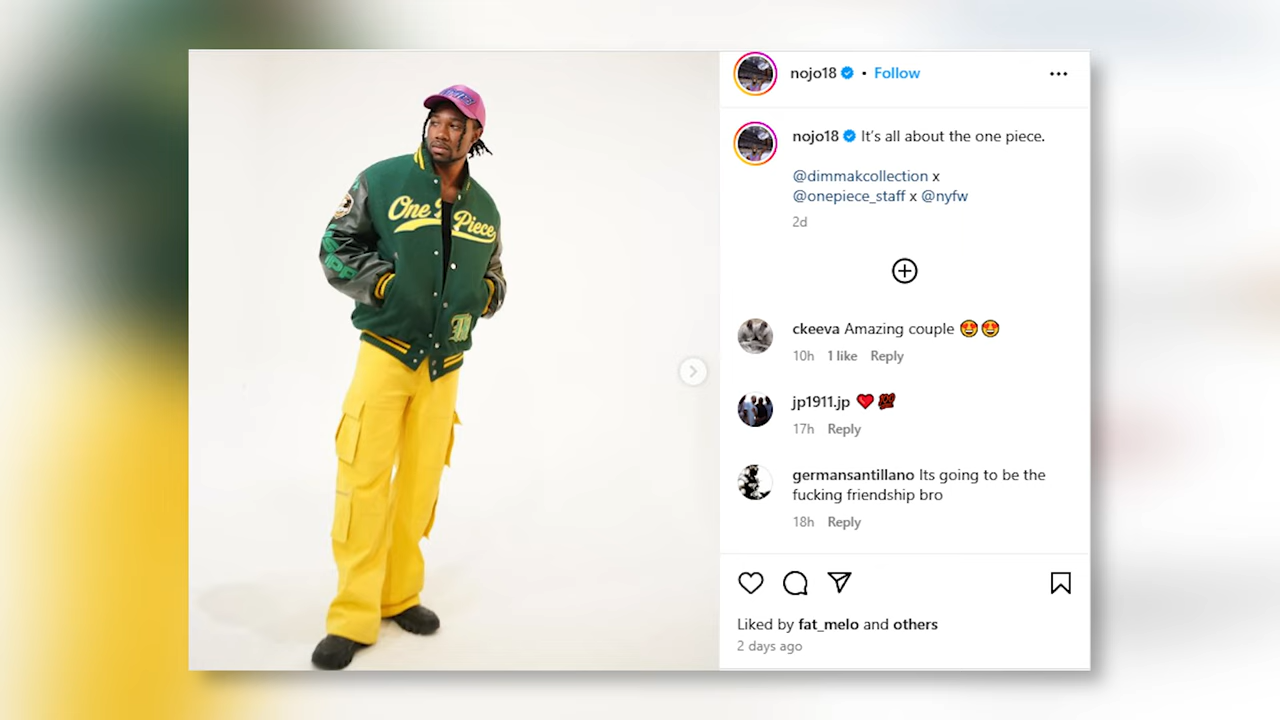 nojo18 • Follow
nojo18 It's all about the one piece.
@dimmakcollection x
@onepiece_staff x @nyfw
2d
ckeeva Amazing couple 😍😍
10h 1 like Reply
jp1911.jp ❤️💯
17h Reply
germansantillano Its going to be the
fucking friendship bro
18h Reply
Liked by fat_melo and others
2 days ago
One Piece